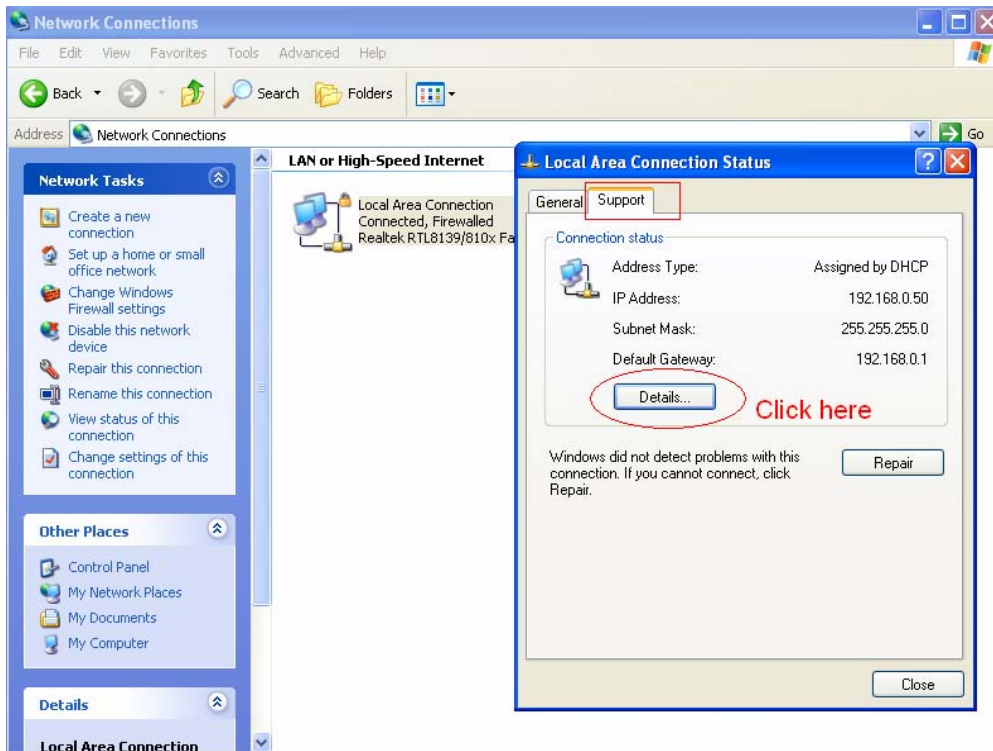 Network Connections
File Edit View Favorites Tools Advanced Help
Back Search Folders
Address Network Connections Go
Network Tasks
Create a new
connection
Set up a home or small
office network
Change Windows
Firewall settings
Disable this network
device
Repair this connection
Rename this connection
View status of this
connection
Change settings of this
connection
Other Places
Control Panel
My Network Places
My Documents
My Computer
Details
Local Area Connection
LAN or High-Speed Internet
Local Area Connection
Connected, Firewalled
Realtek RTL8139/810x Fa
Local Area Connection Status
General Support
Connection status
Address Type: Assigned by DHCP
IP Address: 192.168.0.50
Subnet Mask: 255.255.255.0
Default Gateway: 192.168.0.1
Details...
Click here
Windows did not detect problems with this
connection. If you cannot connect, click
Repair.
Repair
Close